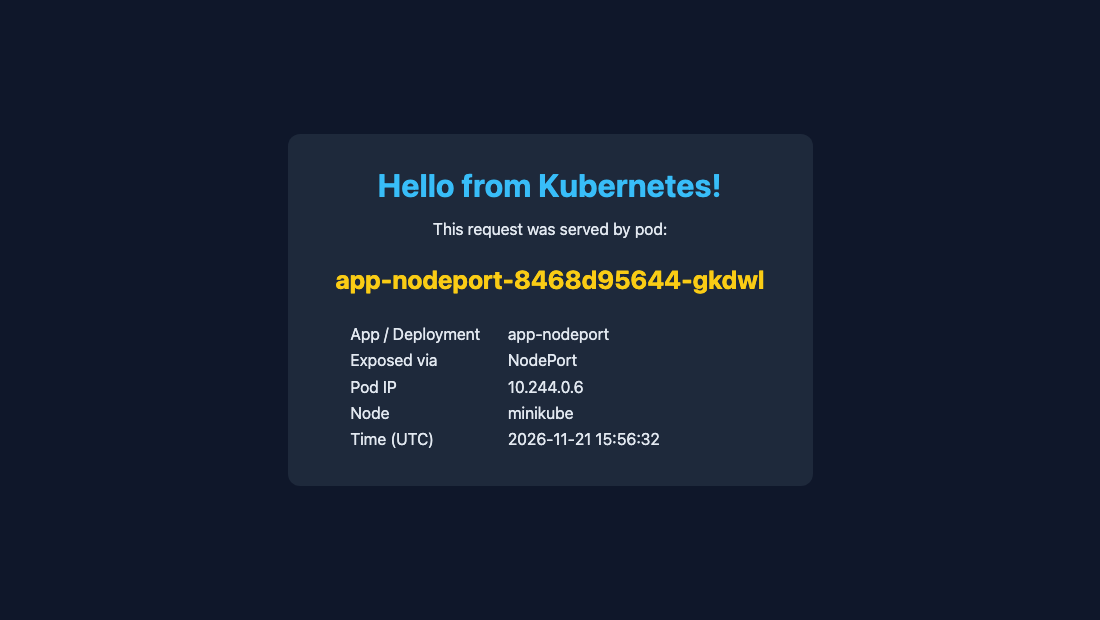 Hello from Kubernetes!
This request was served by pod:
app-nodeport-8468d95644-gkdwl
App / Deployment app-nodeport
Exposed via NodePort
Pod IP 10.244.0.6
Node minikube
Time (UTC) 2026-11-21 15:56:32